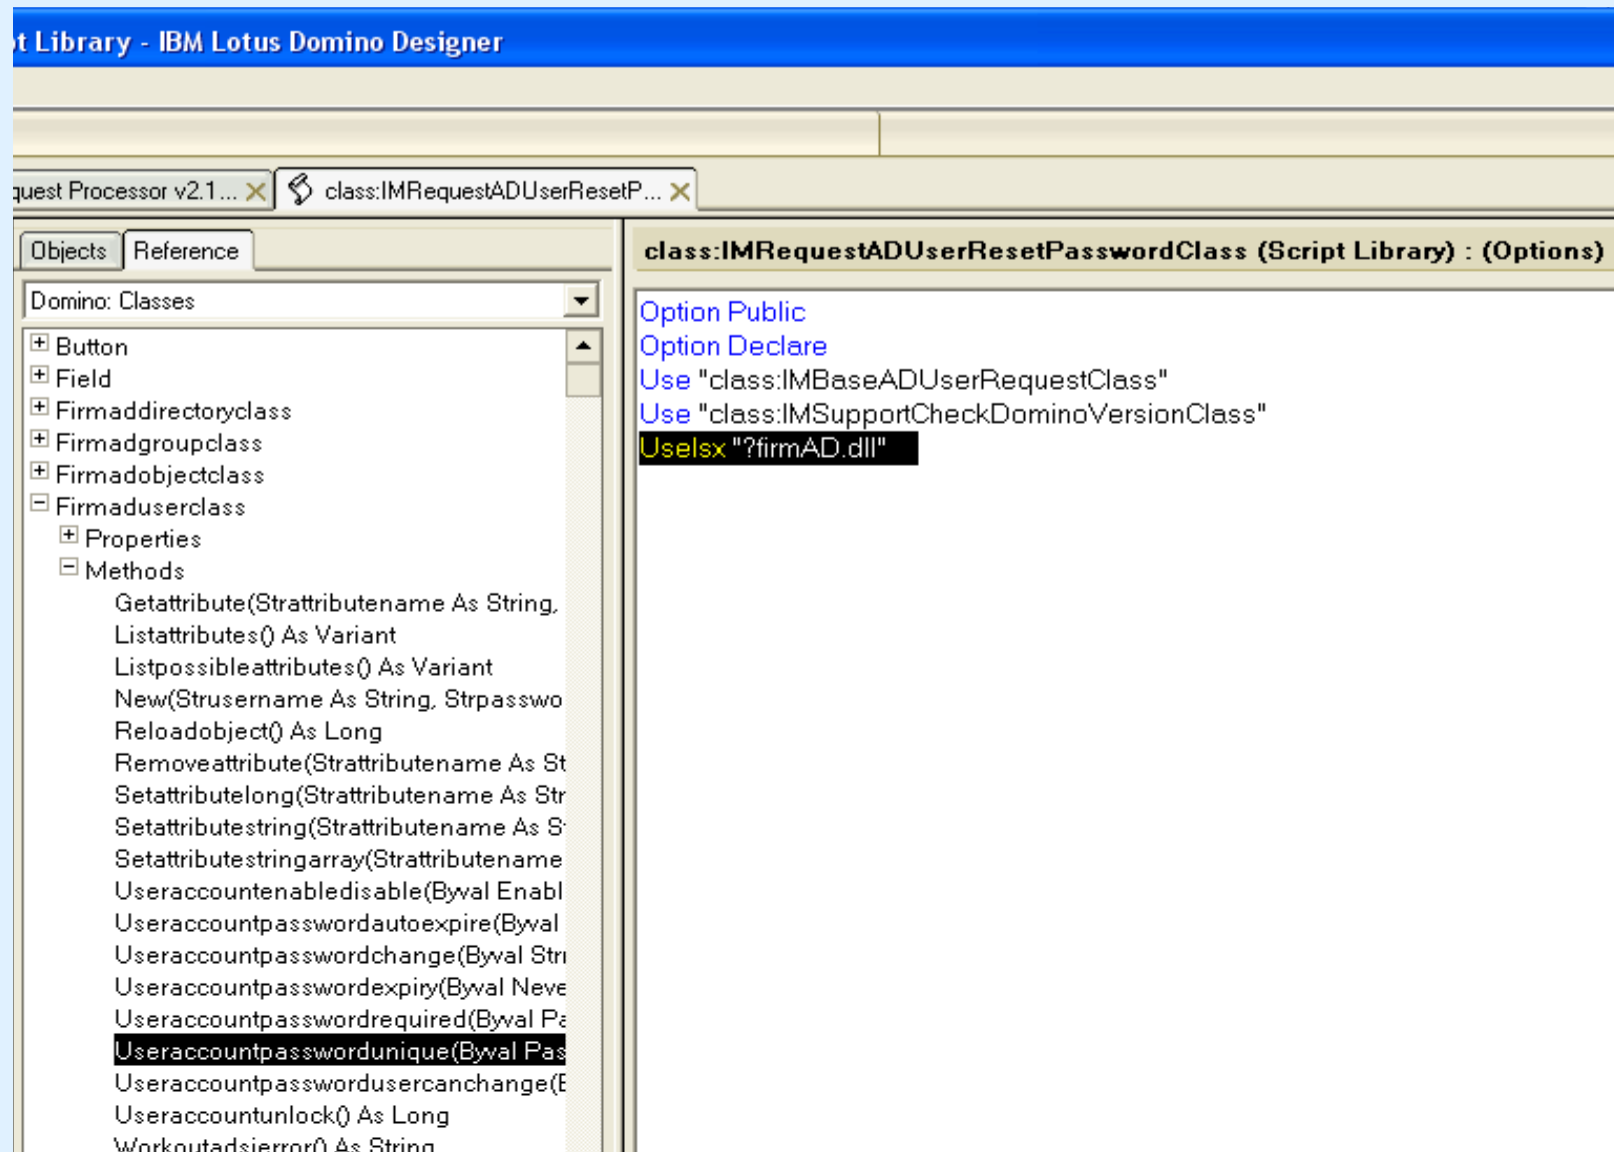 t Library - IBM Lotus Domino Designer
quest Processor v2.1...
class:IMRequestADUserResetP...
Objects
Reference
Domino: Classes
Button
Field
Firmaddirectoryclass
Firmadgroupclass
Firmadobjectclass
Firmaduserclass
Properties
Methods
Getattribute(Strattributename As String,
Listattributes() As Variant
Listpossibleattributes() As Variant
New(Strusername As String, Strpasswo
Reloadobject() As Long
Removeattribute(Strattributename As St
Setattributelong(Strattributename As Str
Setattributestring(Strattributename As S
Setattributestringarray(Strattributename
Useraccountenabledisable(Byval Enabl
Useraccountpasswordautoexpire(Byval
Useraccountpasswordchange(Byval Stri
Useraccountpasswordexpiry(Byval Neve
Useraccountpasswordrequired(Byval Pa
Useraccountpasswordunique(Byval Pas
Useraccountpasswordusercanchange(B
Useraccountunlock() As Long
Workoutadsierror() As String
class:IMRequestADUserResetPasswordClass (Script Library) : (Options)
Option Public
Option Declare
Use "class:IMBaseADUserRequestClass"
Use "class:IMSupportCheckDominoVersionClass"
Uselsx "?firmAD.dll"